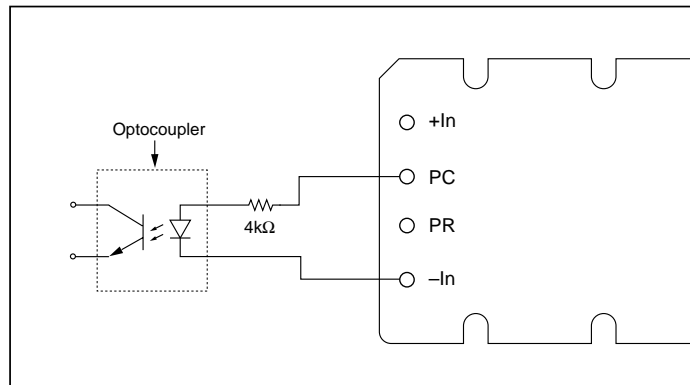 Optocoupler
4kΩ
+In
PC
PR
–In